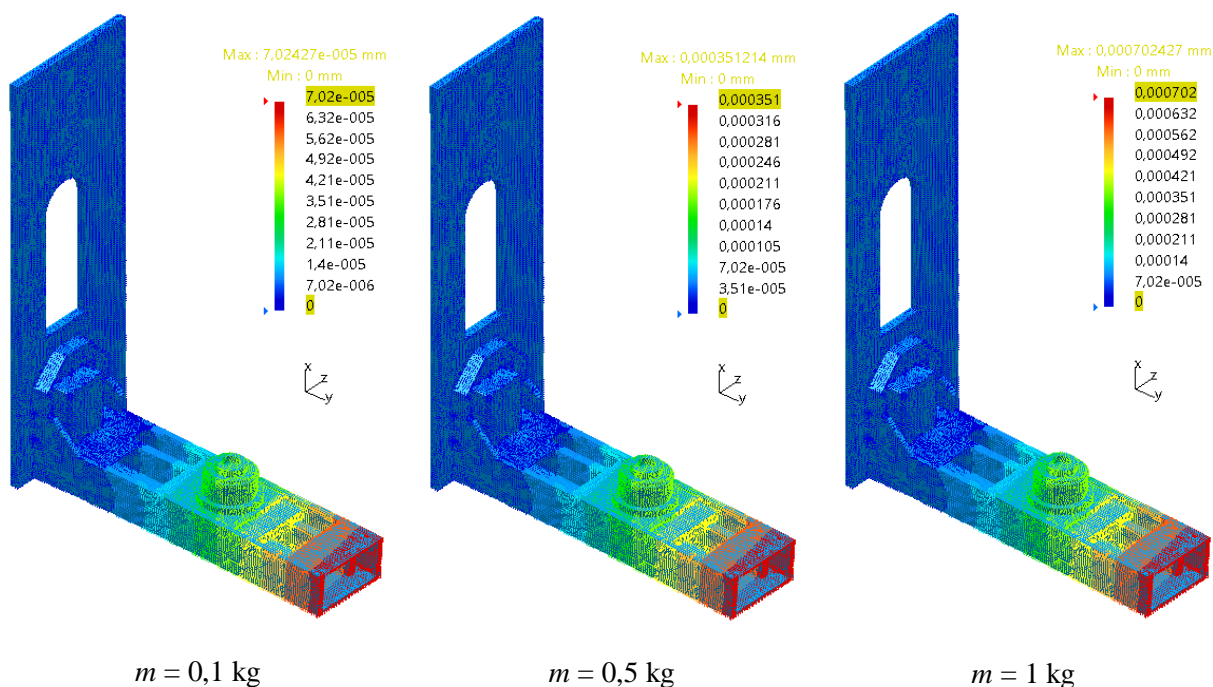 Max : 7,02427e-005 mm
Min : 0 mm
7,02e-005
6,32e-005
5,62e-005
4,92e-005
4,21e-005
3,51e-005
2,81e-005
2,11e-005
1,4e-005
7,02e-006
0
x
z
y
m = 0,1 kg
Max : 0,000351214 mm
Min : 0 mm
0,000351
0,000316
0,000281
0,000246
0,000211
0,000176
0,00014
0,000105
7,02e-005
3,51e-005
0
x
z
y
m = 0,5 kg
Max : 0,000702427 mm
Min : 0 mm
0,000702
0,000632
0,000562
0,000492
0,000421
0,000351
0,000281
0,000211
0,00014
7,02e-005
0
x
z
y
m = 1 kg